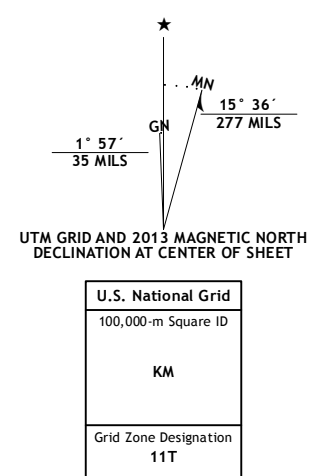 MN
GN
15° 36´
277 MILS
1° 57´
35 MILS
UTM GRID AND 2013 MAGNETIC NORTH
DECLINATION AT CENTER OF SHEET
U.S. National Grid
100,000-m Square ID
KM
Grid Zone Designation
11T